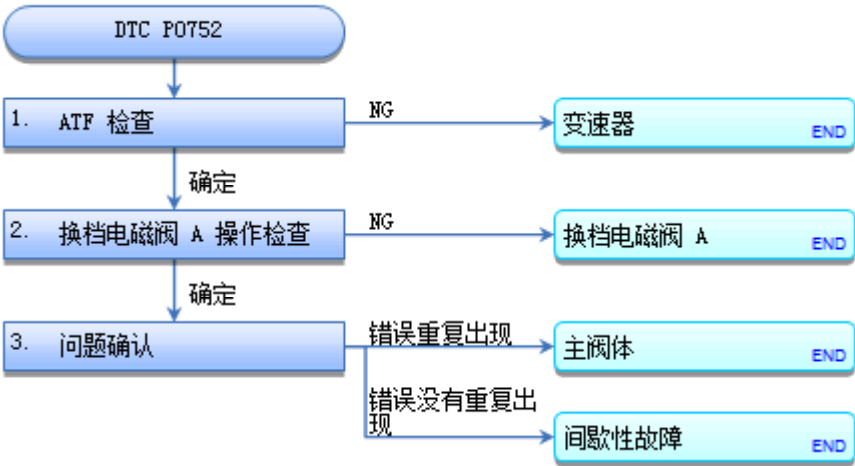 DTC P0752
1. ATF 检查
NG
变速器
END
确定
2. 换档电磁阀 A 操作检查
NG
换档电磁阀 A
END
确定
3. 问题确认
错误重复出现
主阀体
END
错误没有重复出
现
间歇性故障
END